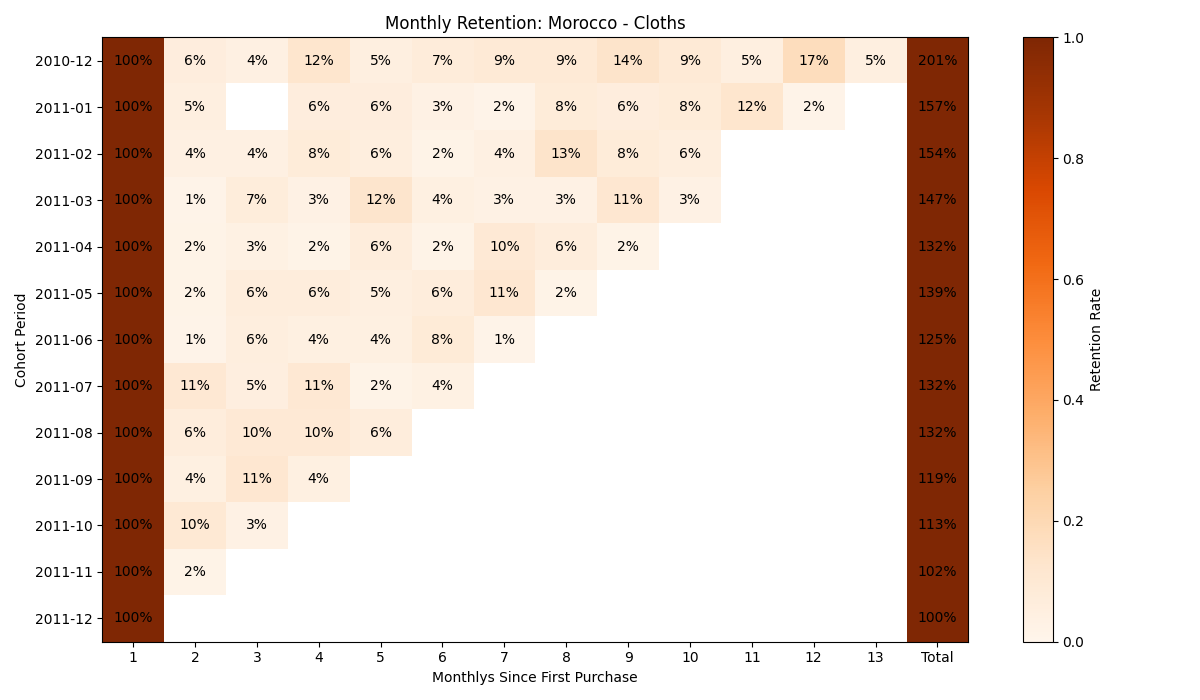 Monthly Retention: Morocco - Cloths
2010-12 100% 6% 4% 12% 5% 7% 9% 9% 14% 9% 5% 17% 5% 201%
2011-01 100% 5% 6% 6% 3% 2% 8% 6% 8% 12% 2% 157%
2011-02 100% 4% 4% 8% 6% 2% 4% 13% 8% 6% 154%
2011-03 100% 1% 7% 3% 12% 4% 3% 3% 11% 3% 147%
2011-04 100% 2% 3% 2% 6% 2% 10% 6% 2% 132%
2011-05 100% 2% 6% 6% 5% 6% 11% 2% 139%
2011-06 100% 1% 6% 4% 4% 8% 1% 125%
2011-07 100% 11% 5% 11% 2% 4% 132%
2011-08 100% 6% 10% 10% 6% 132%
2011-09 100% 4% 11% 4% 119%
2011-10 100% 10% 3% 113%
2011-11 100% 2% 102%
2011-12 100% 100%
1 2 3 4 5 6 7 8 9 10 11 12 13 Total
Monthlys Since First Purchase
Cohort Period
1.0
0.8
0.6
0.4
0.2
0.0
Retention Rate